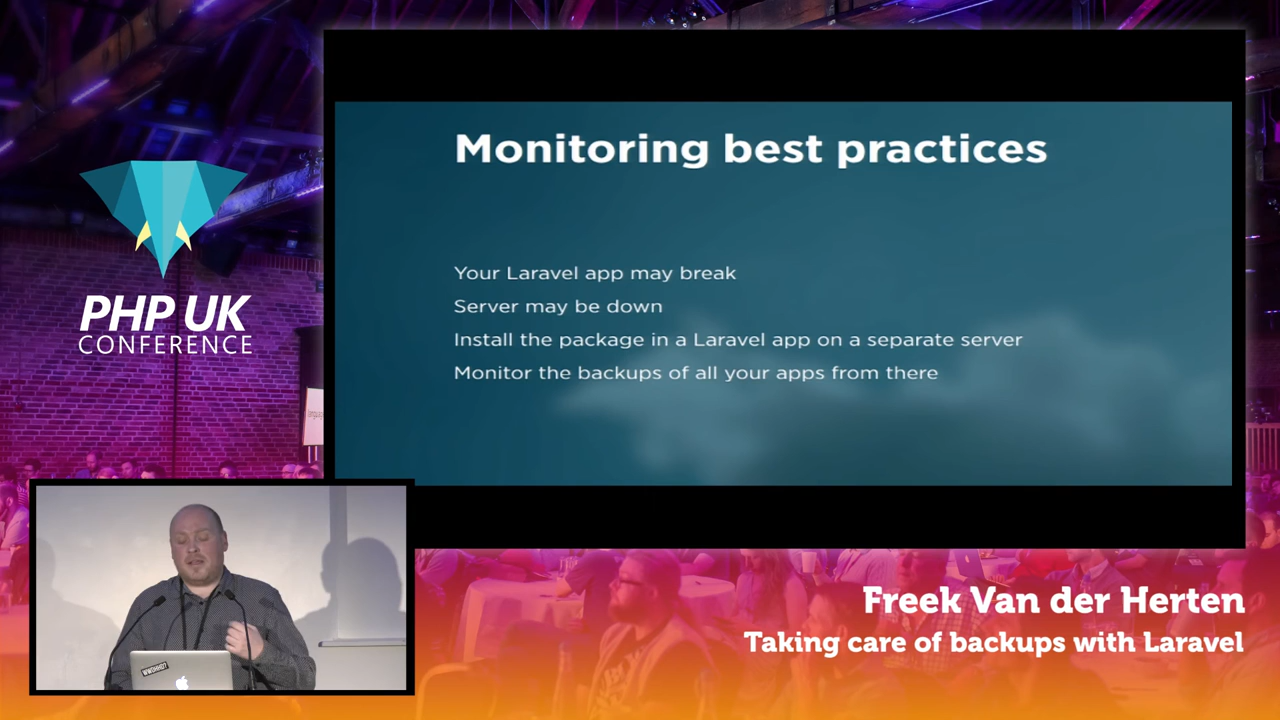 Monitoring best practices
Your Laravel app may break
Server may be down
Install the package in a Laravel app on a separate server
Monitor the backups of all your apps from there
PHP UK
CONFERENCE
Freek Van der Herten
Taking care of backups with Laravel